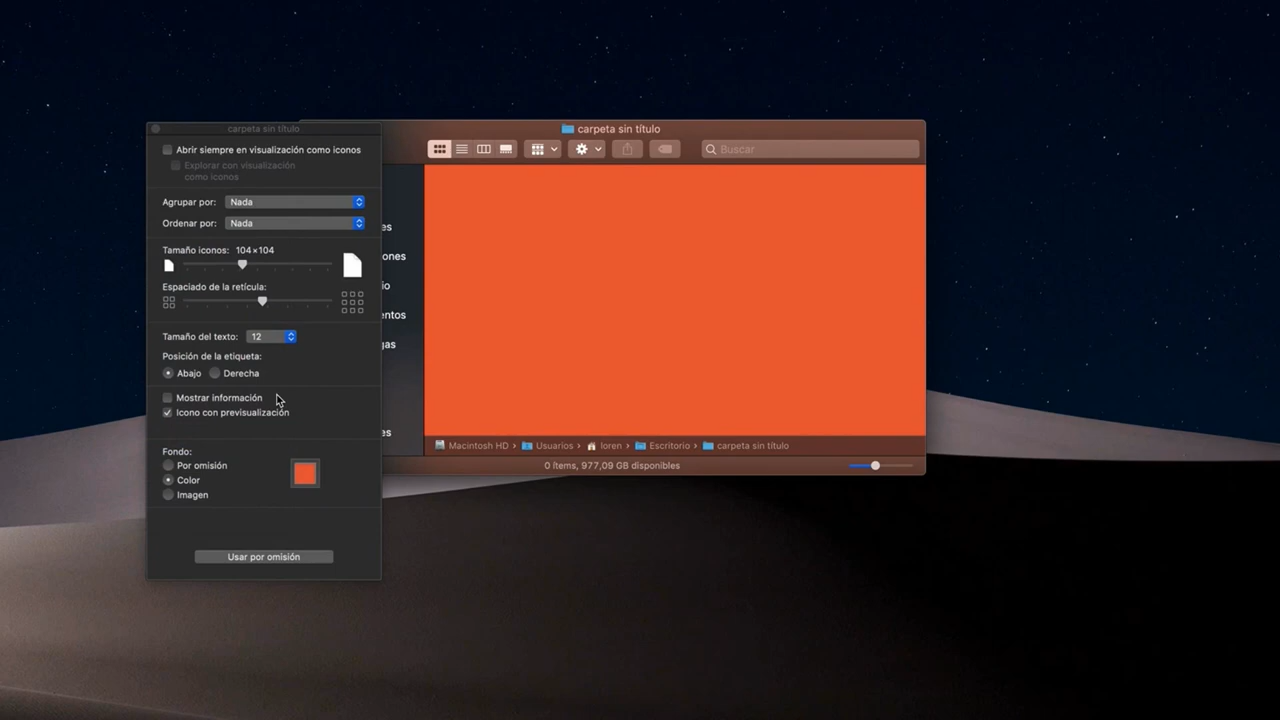 carpeta sin título
Abrir siempre en visualización como iconos
Explorar con visualización
como iconos
Agrupar por: Nada
Ordenar por: Nada
Tamaño iconos: 104×104
Espaciado de la retícula:
Tamaño del texto: 12
Posición de la etiqueta:
Abajo Derecha
Mostrar información
Icono con previsualización
Fondo:
Por omisión
Color
Imagen
Usar por omisión
carpeta sin título
Buscar
es
ones
io
entos
gas
es
Macintosh HD › Usuarios › loren › Escritorio › carpeta sin título
0 ítems, 977,09 GB disponibles